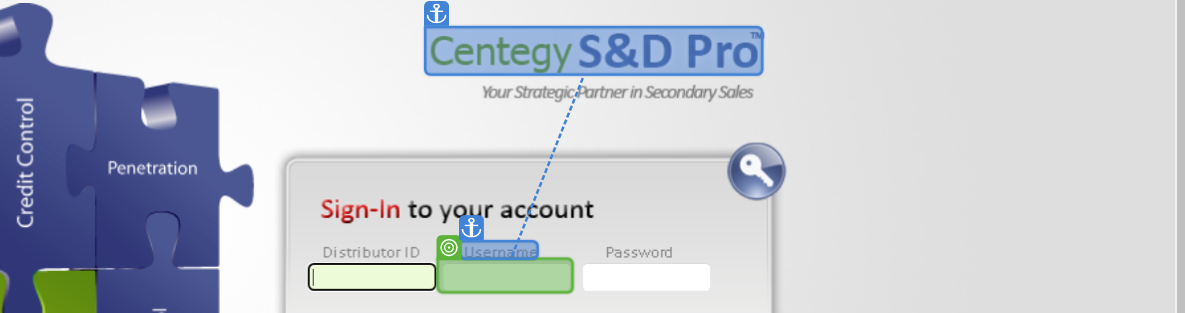 Centegy S&D Pro™
Your Strategic Partner in Secondary Sales
Credit Control
Penetration
Sign-In to your account
Distributor ID Username Password